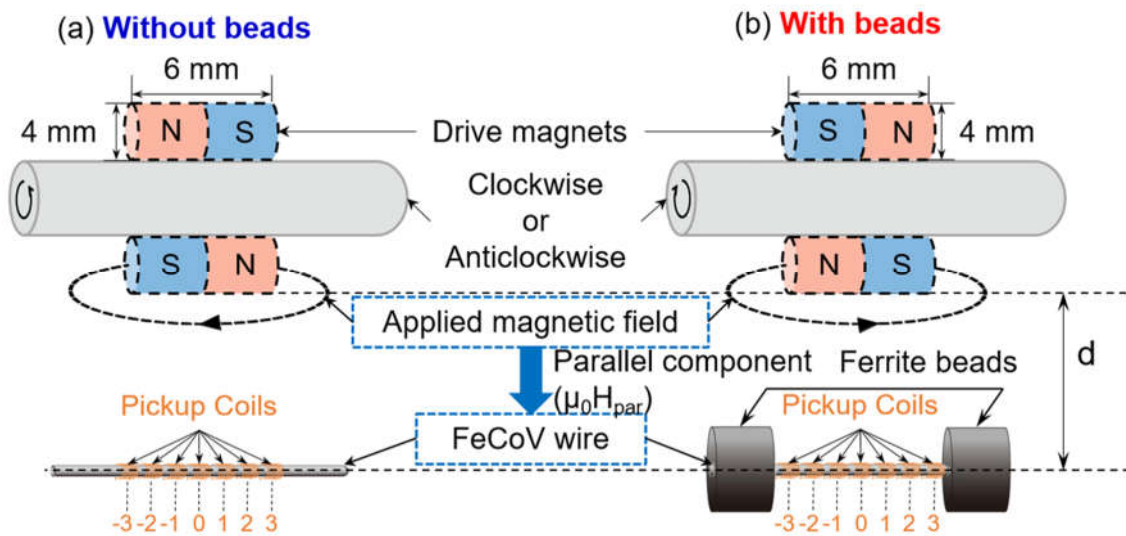 (a) Without beads
(b) With beads
6 mm
6 mm
4 mm
N S
Drive magnets
S N
4 mm
Clockwise
or
Anticlockwise
S N
N S
Applied magnetic field
d
Parallel component
(μ₀Hₚₐᵣ)
Ferrite beads
Pickup Coils
Pickup Coils
FeCoV wire
-3 -2 -1 0 1 2 3
-3 -2 -1 0 1 2 3